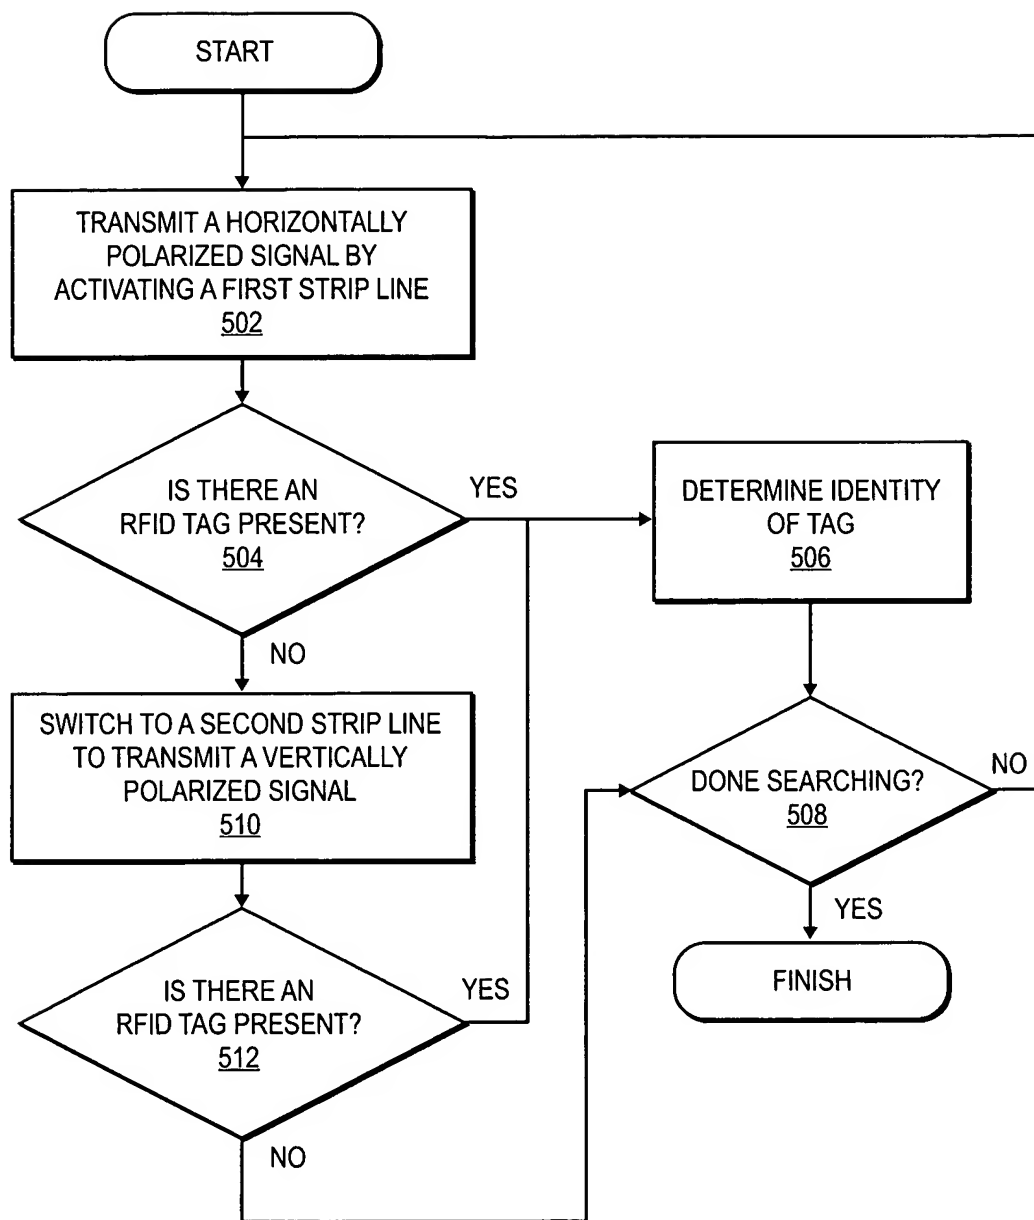 START
TRANSMIT A HORIZONTALLY
POLARIZED SIGNAL BY
ACTIVATING A FIRST STRIP LINE
502
IS THERE AN
RFID TAG PRESENT?
504
YES
NO
DETERMINE IDENTITY
OF TAG
506
SWITCH TO A SECOND STRIP LINE
TO TRANSMIT A VERTICALLY
POLARIZED SIGNAL
510
DONE SEARCHING?
508
NO
YES
FINISH
IS THERE AN
RFID TAG PRESENT?
512
YES
NO